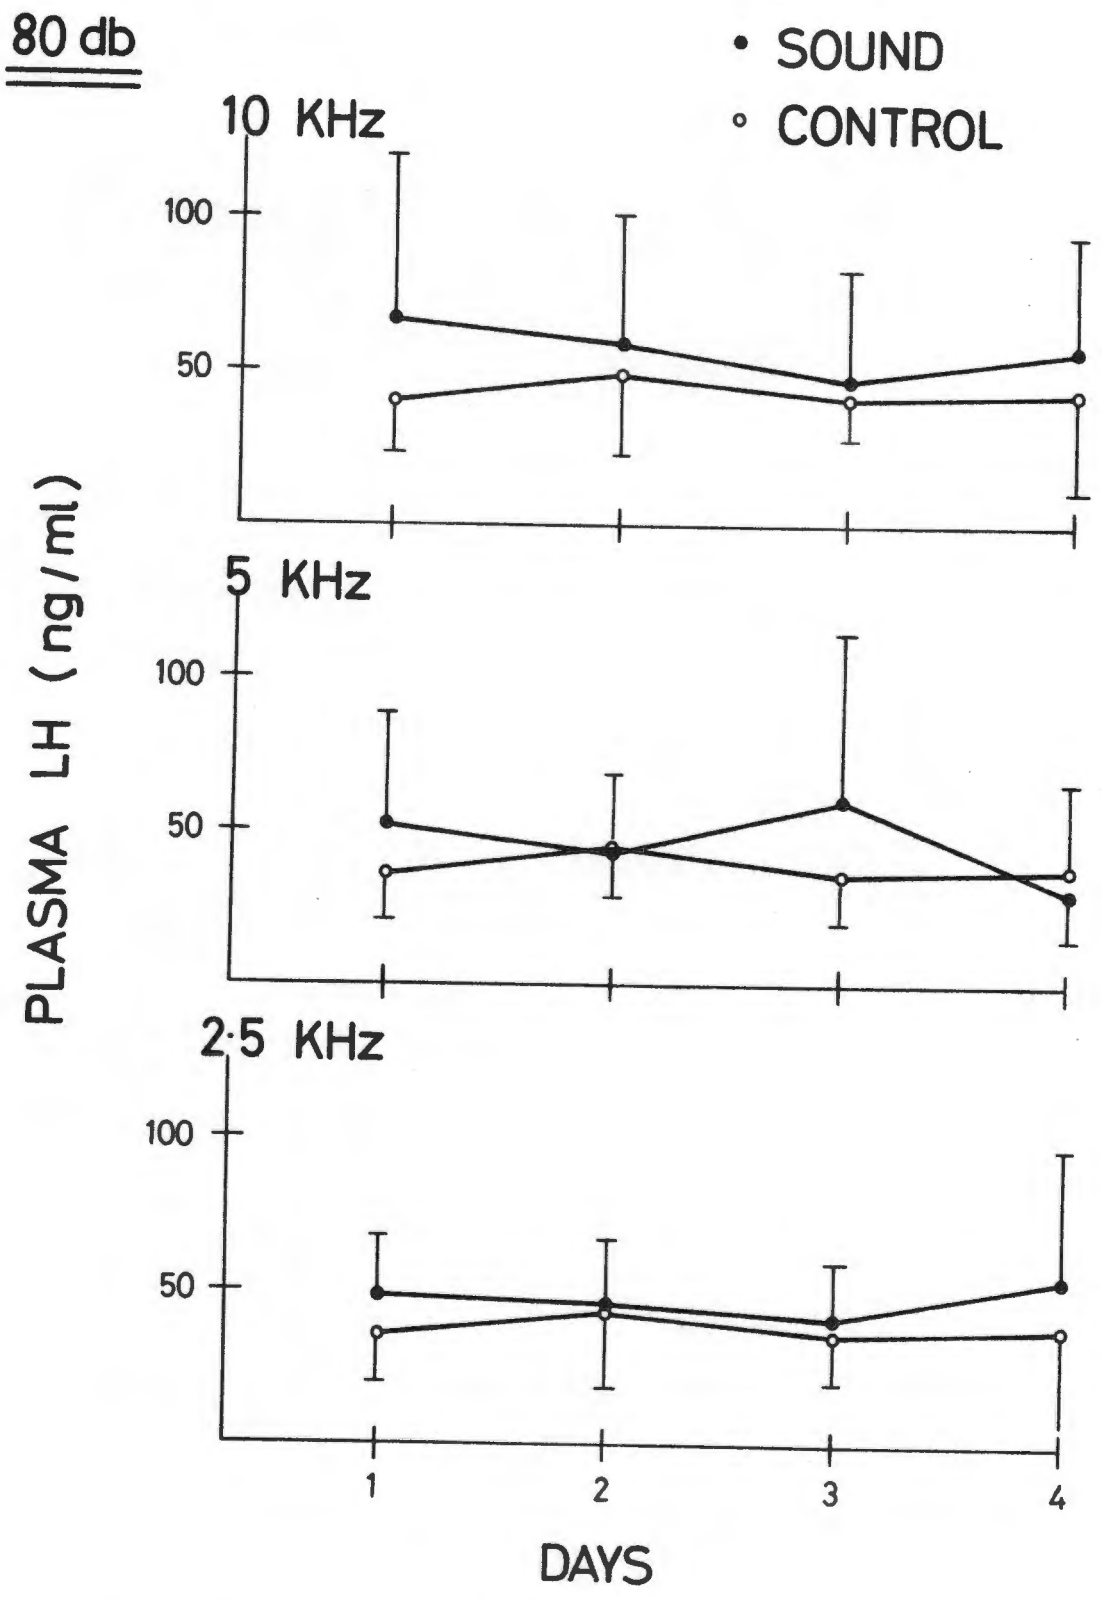 80 db
• SOUND
○ CONTROL
10 KHz
100
50
5 KHz
100
50
2·5 KHz
100
50
1 2 3 4
DAYS
PLASMA LH (ng/ml)